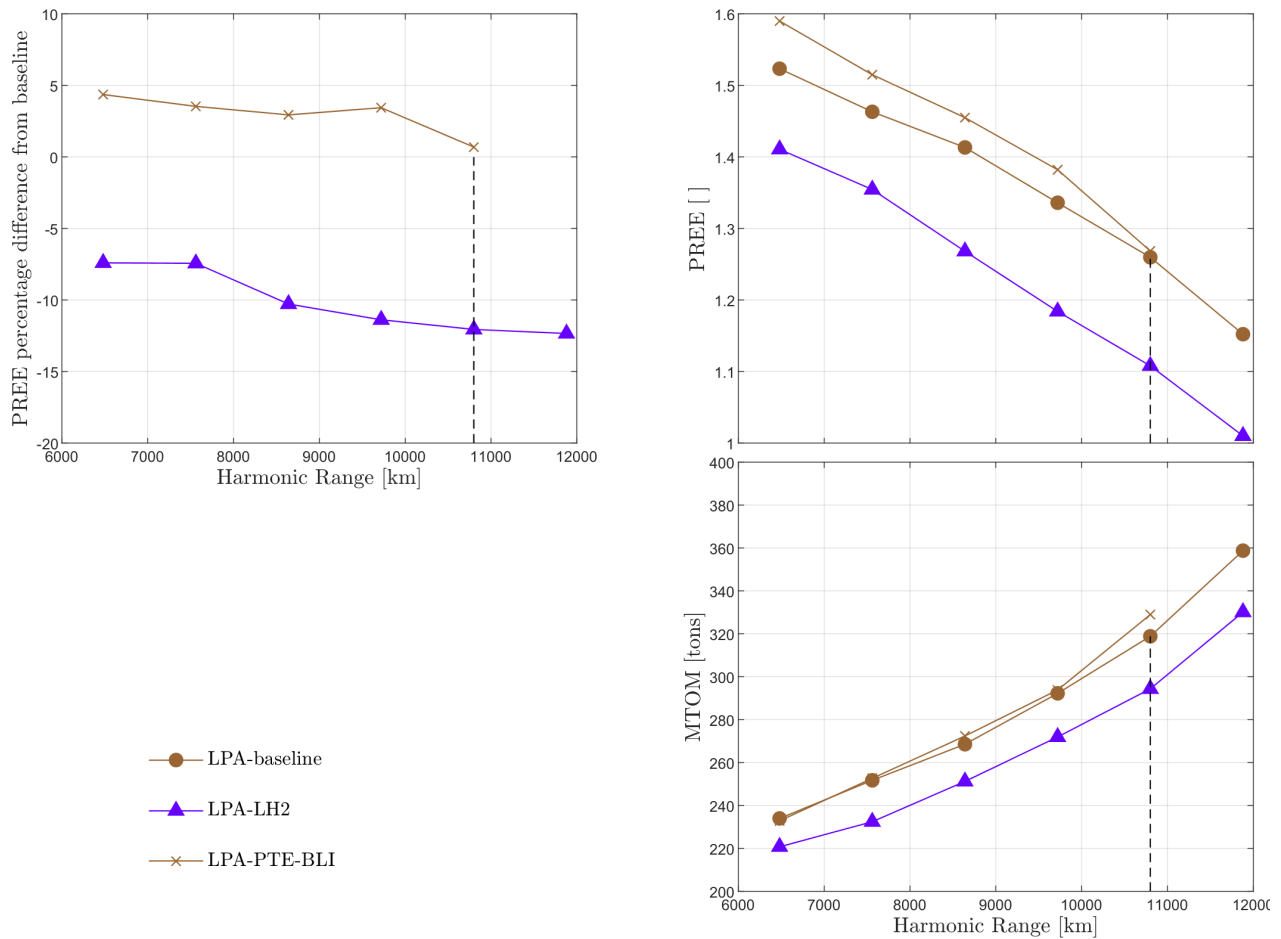 PREE percentage difference from baseline
10
5
0
-5
-10
-15
-20
6000 7000 8000 9000 10000 11000 12000
Harmonic Range [km]
PREE [ ]
1.6
1.5
1.4
1.3
1.2
1.1
1
MTOM [tons]
400
380
360
340
320
300
280
260
240
220
200
6000 7000 8000 9000 10000 11000 12000
Harmonic Range [km]
LPA-baseline
LPA-LH2
LPA-PTE-BLI